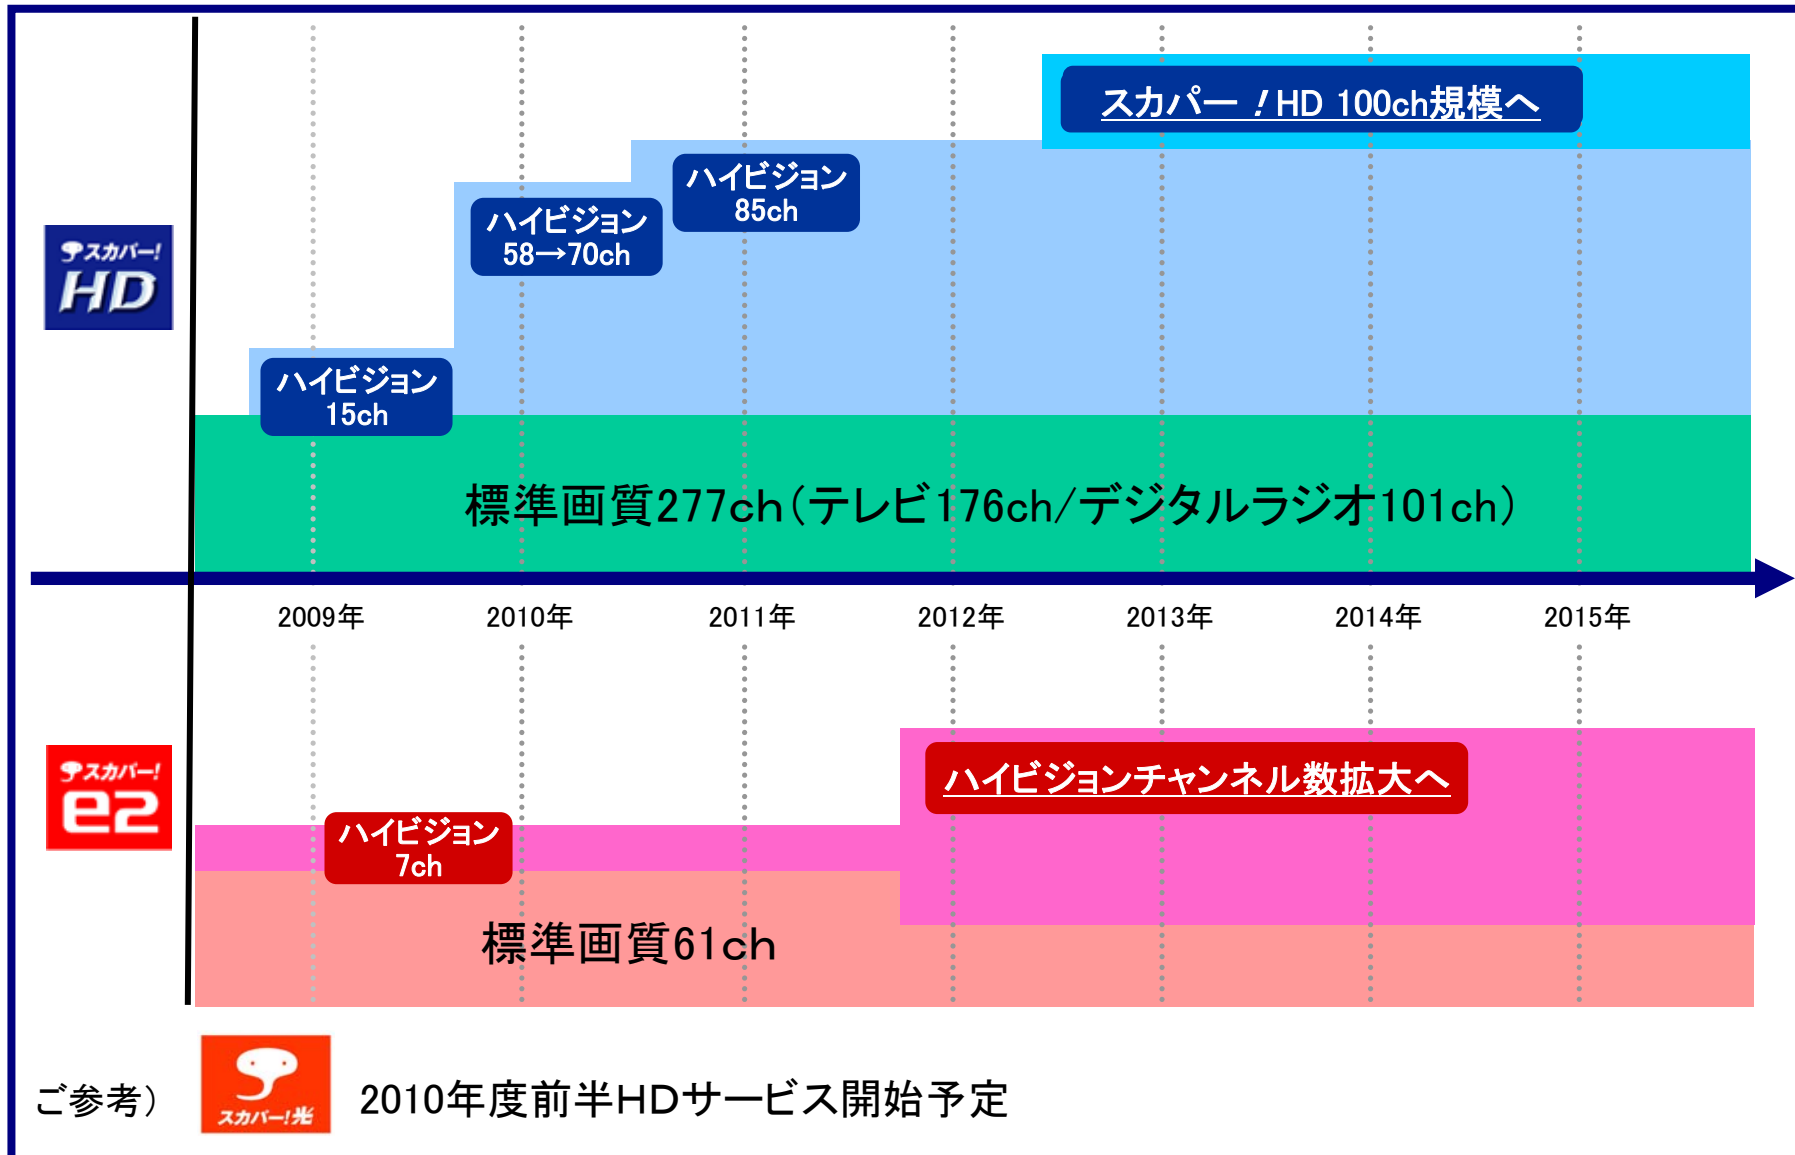 スカパー！HD 100ch規模へ
ハイビジョン
85ch
ハイビジョン
58→70ch
スカパー!
HD
ハイビジョン
15ch
標準画質277ch（テレビ176ch/デジタルラジオ101ch）
2009年
2010年
2011年
2012年
2013年
2014年
2015年
スカパー!
e2
ハイビジョンチャンネル数拡大へ
ハイビジョン
7ch
標準画質61ch
ご参考）
スカパー!光
2010年度前半HDサービス開始予定